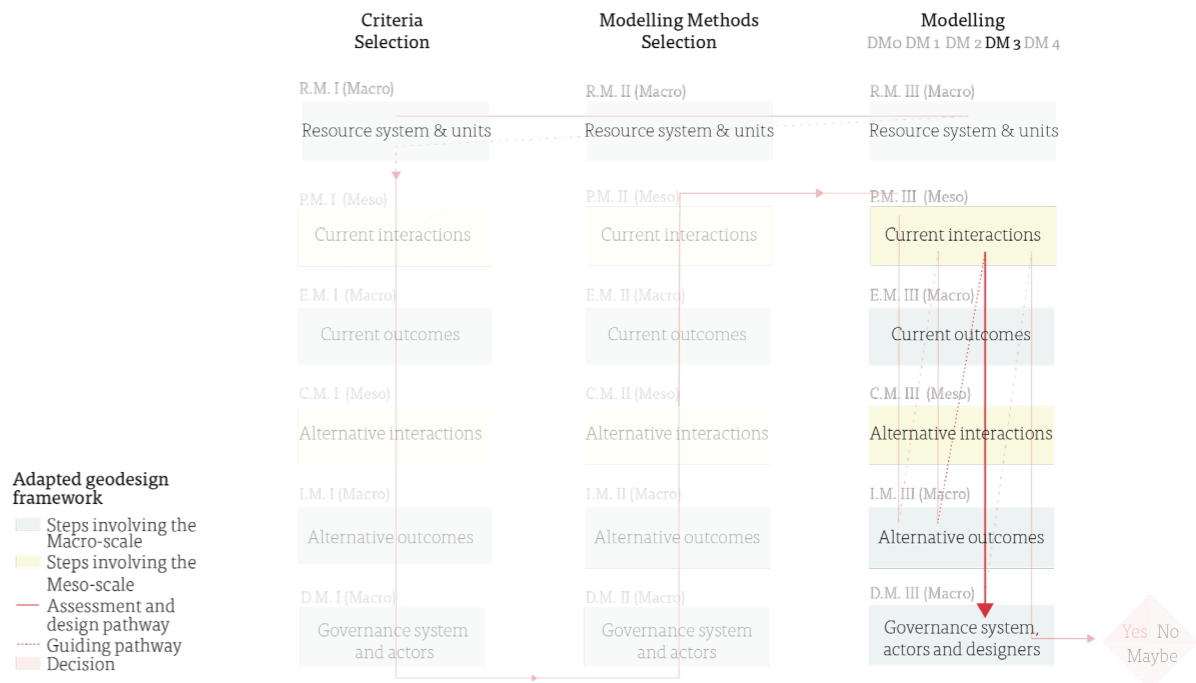 Criteria
Selection
Modelling Methods
Selection
Modelling
DM0 DM 1 DM 2 DM 3 DM 4
R.M. I (Macro)
R.M. II (Macro)
R.M. III (Macro)
Resource system & units
Resource system & units
Resource system & units
P.M. I (Meso)
P.M. II (Meso)
P.M. III (Meso)
Current interactions
Current interactions
Current interactions
E.M. I (Macro)
E.M. II (Macro)
E.M. III (Macro)
Current outcomes
Current outcomes
Current outcomes
C.M. I (Meso)
C.M. II (Meso)
C.M. III (Meso)
Alternative interactions
Alternative interactions
Alternative interactions
I.M. I (Macro)
I.M. II (Macro)
I.M. III (Macro)
Alternative outcomes
Alternative outcomes
Alternative outcomes
D.M. I (Macro)
D.M. II (Macro)
D.M. III (Macro)
Governance system
and actors
Governance system
and actors
Governance system,
actors and designers
Yes No
Maybe
Adapted geodesign
framework
Steps involving the
Macro-scale
Steps involving the
Meso-scale
Assessment and
design pathway
Guiding pathway
Decision